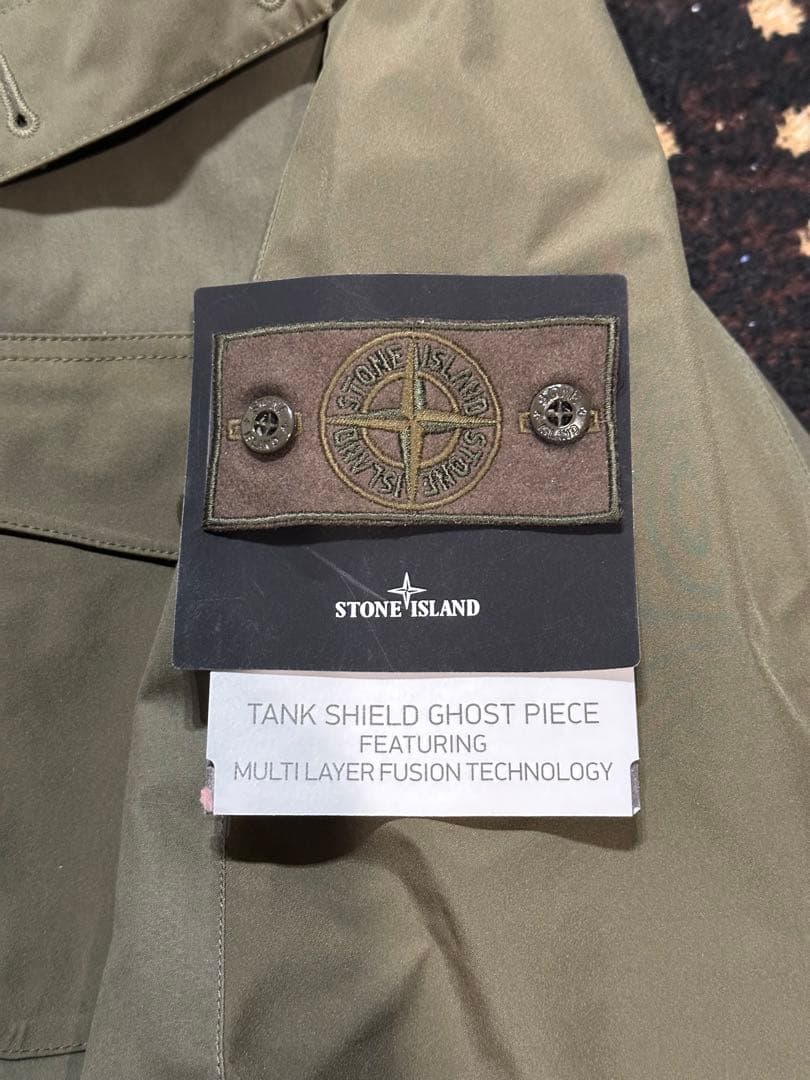 STONE ISLAND
STONE ISLAND
STONE ISLAND
TANK SHIELD GHOST PIECE
FEATURING
MULTI LAYER FUSION TECHNOLOGY